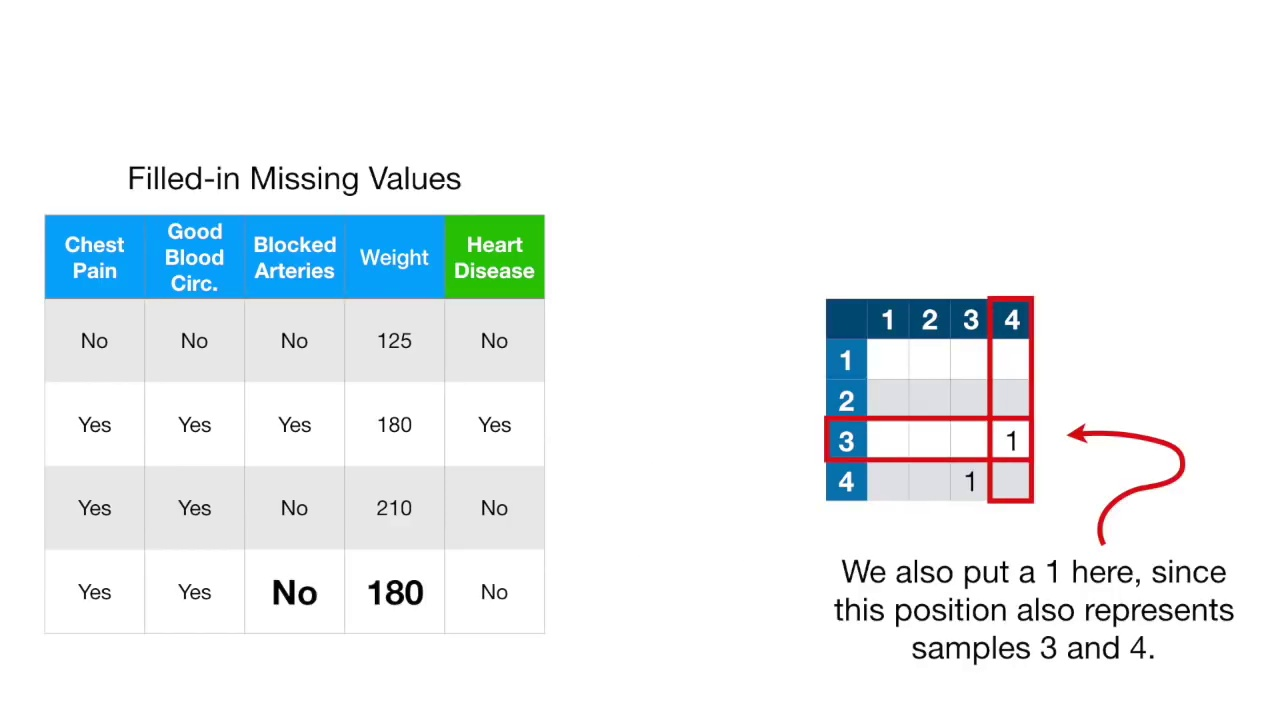 Filled-in Missing Values
Chest Pain Good Blood Circ. Blocked Arteries Weight Heart Disease
No No No 125 No
Yes Yes Yes 180 Yes
Yes Yes No 210 No
Yes Yes No 180 No
1 2 3 4
1
2
3 1
4 1
We also put a 1 here, since
this position also represents
samples 3 and 4.